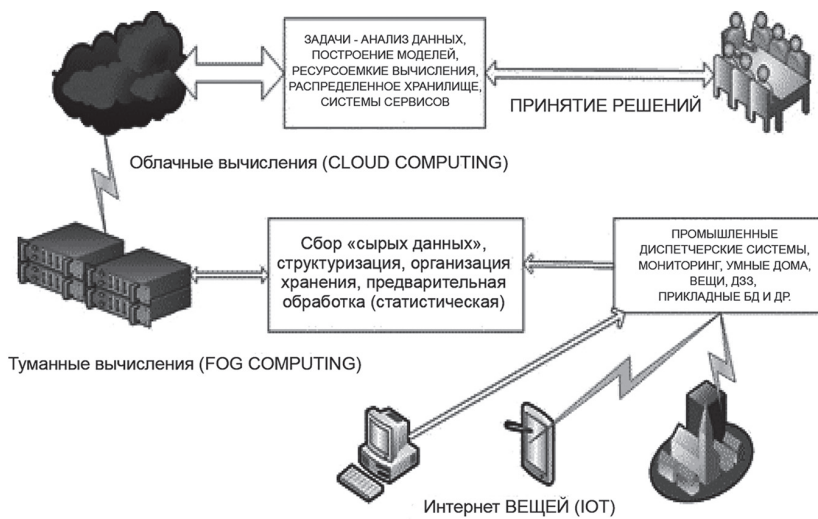 ЗАДАЧИ - АНАЛИЗ ДАННЫХ,
ПОСТРОЕНИЕ МОДЕЛЕЙ,
РЕСУРСОЕМКИЕ ВЫЧИСЛЕНИЯ,
РАСПРЕДЕЛЕННОЕ ХРАНИЛИЩЕ,
СИСТЕМЫ СЕРВИСОВ
ПРИНЯТИЕ РЕШЕНИЙ
Облачные вычисления (CLOUD COMPUTING)
Сбор «сырых данных»,
структуризация, организация
хранения, предварительная
обработка (статистическая)
ПРОМЫШЛЕННЫЕ
ДИСПЕТЧЕРСКИЕ СИСТЕМЫ,
МОНИТОРИНГ, УМНЫЕ ДОМА,
ВЕЩИ, ДЗЗ,
ПРИКЛАДНЫЕ БД И ДР.
Туманные вычисления (FOG COMPUTING)
Интернет ВЕЩЕЙ (IOT)